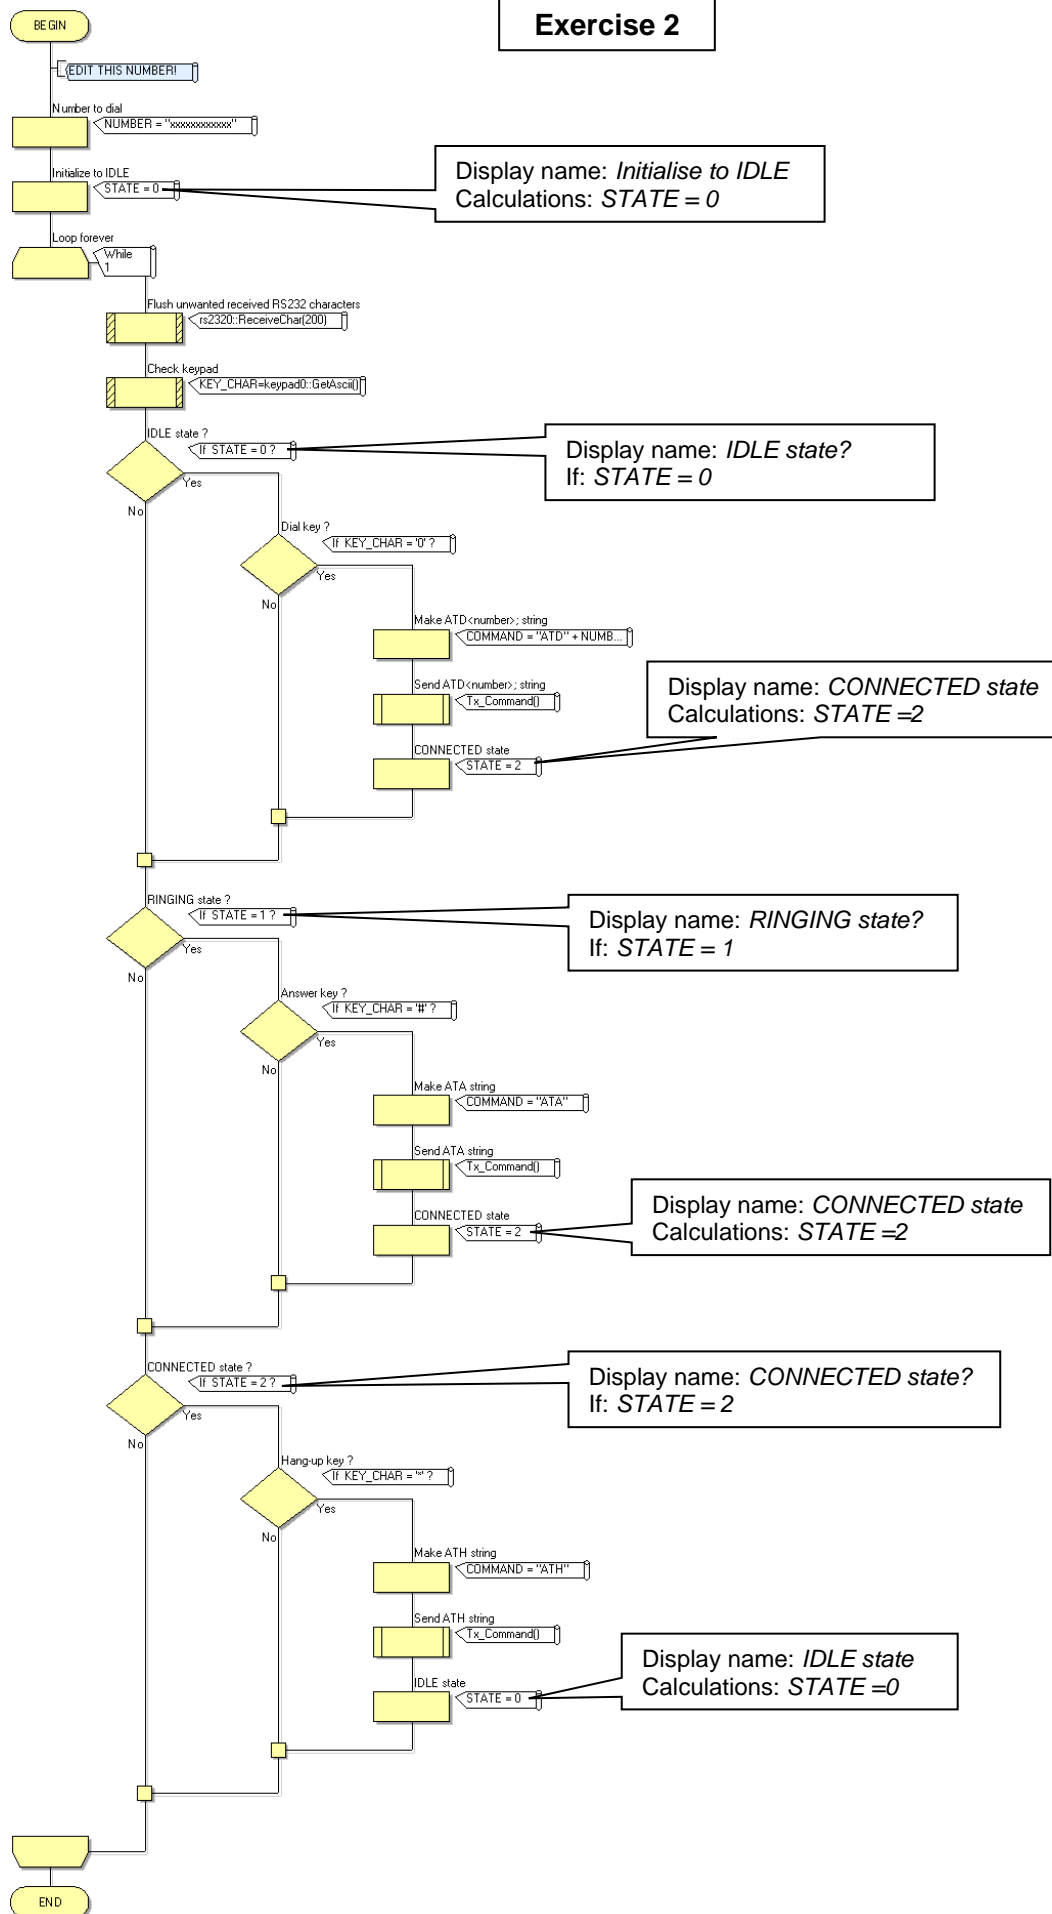 Exercise 2
BEGIN
EDIT THIS NUMBER!
Number to dial
NUMBER = "xxxxxxxxxxxx"
Initialize to IDLE
STATE = 0
Display name: Initialise to IDLE
Calculations: STATE = 0
Loop forever
While
1
Flush unwanted received RS232 characters
rs2320::ReceiveChar(200)
Check keypad
KEY_CHAR=keypad0::GetAscii()
IDLE state ?
If STATE = 0 ?
Display name: IDLE state?
If: STATE = 0
Yes
No
Dial key ?
If KEY_CHAR = '0' ?
Yes
No
Make ATD<number>; string
COMMAND = "ATD" + NUMB...
Send ATD<number>; string
Tx_Command()
CONNECTED state
STATE = 2
Display name: CONNECTED state
Calculations: STATE =2
RINGING state ?
If STATE = 1 ?
Display name: RINGING state?
If: STATE = 1
Yes
No
Answer key ?
If KEY_CHAR = '#' ?
Yes
No
Make ATA string
COMMAND = "ATA"
Send ATA string
Tx_Command()
CONNECTED state
STATE = 2
Display name: CONNECTED state
Calculations: STATE =2
CONNECTED state ?
If STATE = 2 ?
Display name: CONNECTED state?
If: STATE = 2
Yes
No
Hang-up key ?
If KEY_CHAR = '*' ?
Yes
No
Make ATH string
COMMAND = "ATH"
Send ATH string
Tx_Command()
IDLE state
STATE = 0
Display name: IDLE state
Calculations: STATE =0
END